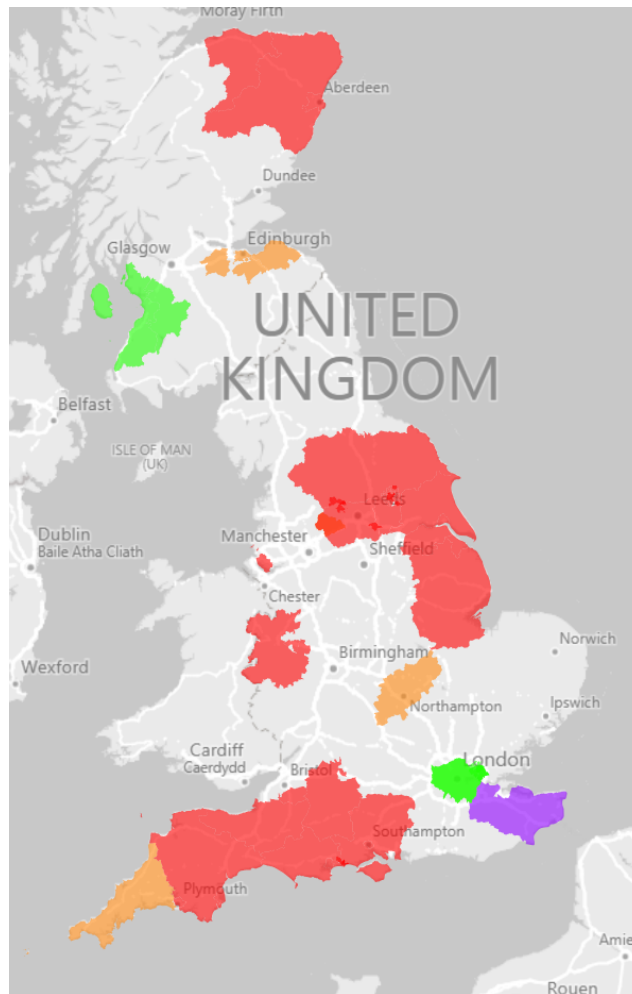 Moray Firth
Aberdeen
Dundee
Edinburgh
Glasgow
UNITED
KINGDOM
Belfast
ISLE OF MAN
(UK)
Leeds
Dublin
Baile Atha Cliath
Manchester
Sheffield
Chester
Norwich
Birmingham
Wexford
Northampton
Ipswich
Cardiff
Caerdydd
London
Bristol
Southampton
Plymouth
Amie
Rouen